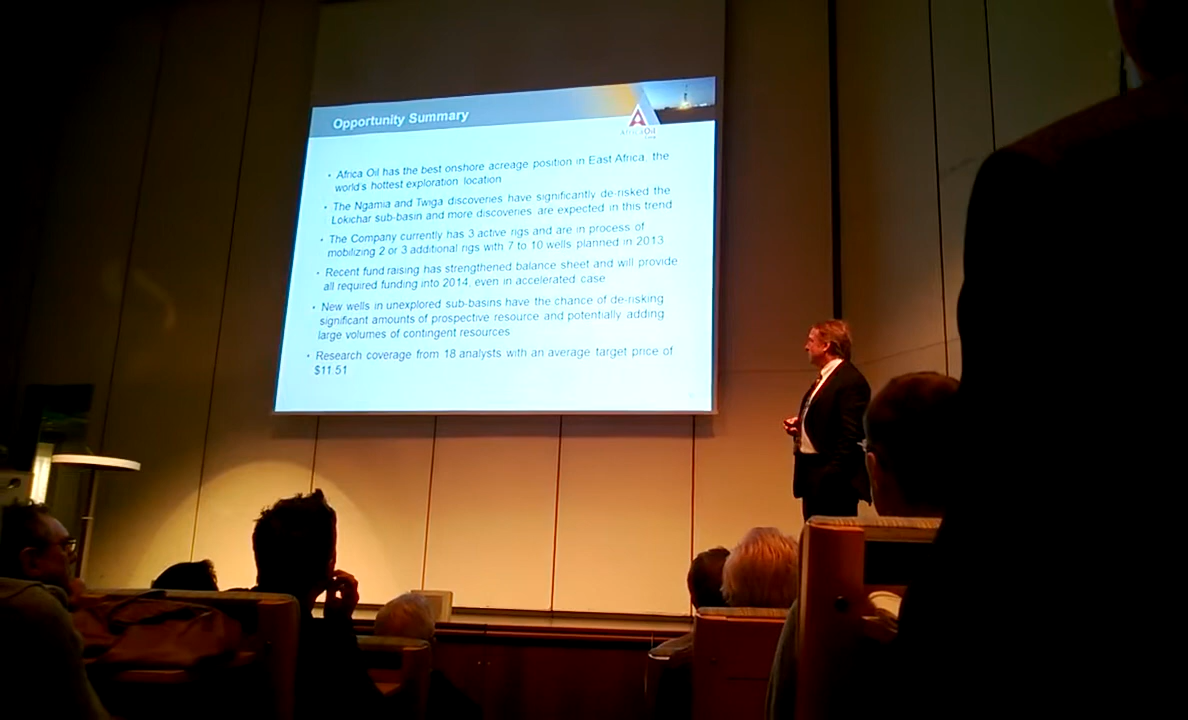 Opportunity Summary
AfricaOil
• Africa Oil has the best onshore acreage position in East Africa, the
world's hottest exploration location
• The Ngamia and Twiga discoveries have significantly de-risked the
Lokichar sub-basin and more discoveries are expected in this trend
• The Company currently has 3 active rigs and are in process of
mobilizing 2 or 3 additional rigs with 7 to 10 wells planned in 2013
• Recent fund raising has strengthened balance sheet and will provide
all required funding into 2014, even in accelerated case
• New wells in unexplored sub-basins have the chance of de-risking
significant amounts of prospective resource and potentially adding
large volumes of contingent resources
• Research coverage from 18 analysts with an average target price of
$11.51